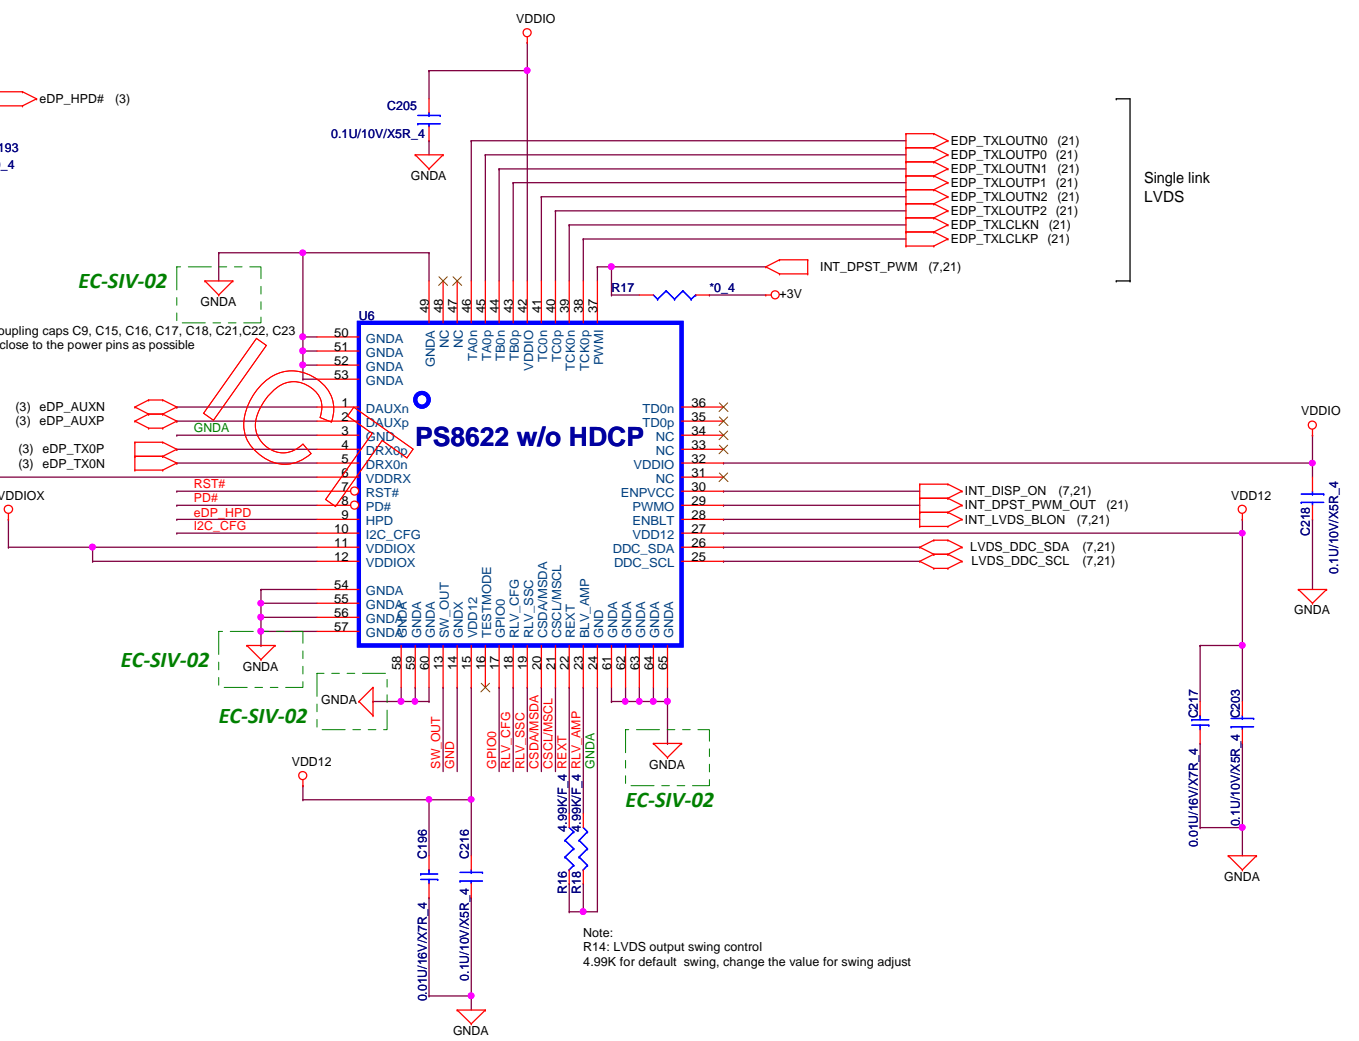 VDDIO
eDP_HPD# (3)
193
_4
C205
0.1U/10V/X5R_4
GNDA
EDP_TXLOUTN0 (21)
EDP_TXLOUTP0 (21)
EDP_TXLOUTN1 (21)
EDP_TXLOUTP1 (21)
EDP_TXLOUTN2 (21)
EDP_TXLOUTP2 (21)
EDP_TXLCLKN (21)
EDP_TXLCLKP (21)
Single link
LVDS
INT_DPST_PWM (7,21)
R17 *0_4 +3V
EC-SIV-02
GNDA
oupling caps C9, C15, C16, C17, C18, C21,C22, C23
close to the power pins as possible
U6
49 48 47 46 45 44 43 42 41 40 39 38 37
GNDA NC NC TA0n TA0p TB0n TB0p VDDIO TC0n TC0p TCK0n TCK0p PWMI
50 GNDA
51 GNDA
52 GNDA
53 GNDA
PS8622 w/o HDCP
(3) eDP_AUXN 1 DAUXn
(3) eDP_AUXP 2 DAUXp
GNDA 3 GND
(3) eDP_TX0P 4 DRX0p
(3) eDP_TX0N 5 DRX0n
6 VDDRX
RST# 7 RST#
PD# 8 PD#
eDP_HPD 9 HPD
I2C_CFG 10 I2C_CFG
VDDIOX
11 VDDIOX
12 VDDIOX
54 GNDA
55 GNDA
56 GNDA
57 GNDA
TD0n 36
TD0p 35
NC 34
NC 33
VDDIO 32
NC 31
ENPVCC 30 INT_DISP_ON (7,21)
PWMO 29 INT_DPST_PWM_OUT (21)
ENBLT 28 INT_LVDS_BLON (7,21)
VDD12 27
DDC_SDA 26 LVDS_DDC_SDA (7,21)
DDC_SCL 25 LVDS_DDC_SCL (7,21)
VDDIO
C218
0.1U/10V/X5R_4
GNDA
VDD12
C217
0.01U/16V/X7R_4
C203
0.1U/10V/X5R_4
GNDA
GNDA GNDA GNDA SW_OUT GNDX VDD12 TESTMODE GPIO0 RLV_CFG RLV_SSC CSDA/MSDA CSCL/MSCL REXT BLV_AMP GND GNDA GNDA GNDA GNDA GNDA
58 59 60 13 14 15 16 17 18 19 20 21 22 23 24 61 62 63 64 65
GNDA
EC-SIV-02
GNDA
EC-SIV-02
SW_OUT
GND
GPIO0
RLV_CFG
RLV_SSC
CSDA/MSDA
CSCL/MSCL
REXT
RLV_AMP
GNDA
GNDA
EC-SIV-02
VDD12
C196
0.01U/16V/X7R_4
C216
0.1U/10V/X5R_4
GNDA
4.99K/F_4
R16
4.99K/F_4
R18
Note:
R14: LVDS output swing control
4.99K for default swing, change the value for swing adjust